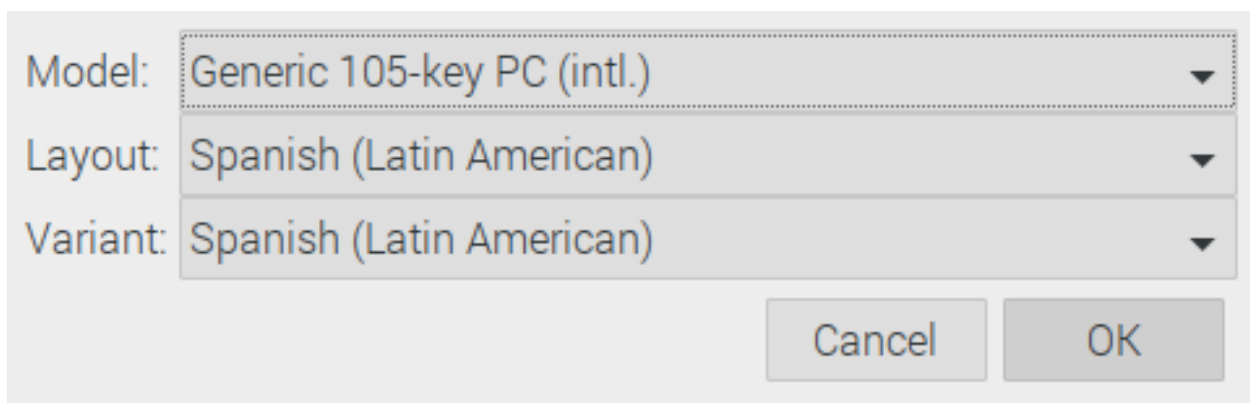 Model: Generic 105-key PC (intl.)
Layout: Spanish (Latin American)
Variant: Spanish (Latin American)
Cancel OK